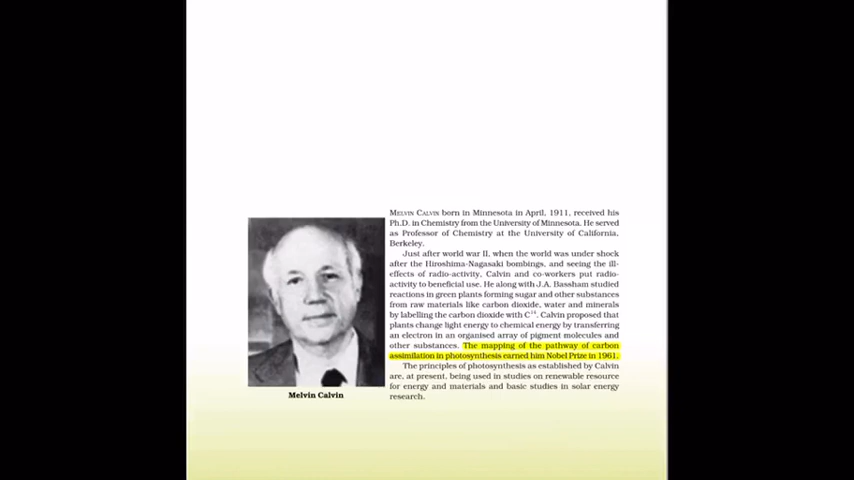 MELVIN CALVIN born in Minnesota in April, 1911, received his
Ph.D. in Chemistry from the University of Minnesota. He served
as Professor of Chemistry at the University of California,
Berkeley.
Just after world war II, when the world was under shock
after the Hiroshima-Nagasaki bombings, and seeing the ill-
effects of radio-activity, Calvin and co-workers put radio-
activity to beneficial use. He along with J.A. Bassham studied
reactions in green plants forming sugar and other substances
from raw materials like carbon dioxide, water and minerals
by labelling the carbon dioxide with C¹⁴. Calvin proposed that
plants change light energy to chemical energy by transferring
an electron in an organised array of pigment molecules and
other substances. The mapping of the pathway of carbon
assimilation in photosynthesis earned him Nobel Prize in 1961.
The principles of photosynthesis as established by Calvin
are, at present, being used in studies on renewable resource
for energy and materials and basic studies in solar energy
research.
Melvin Calvin